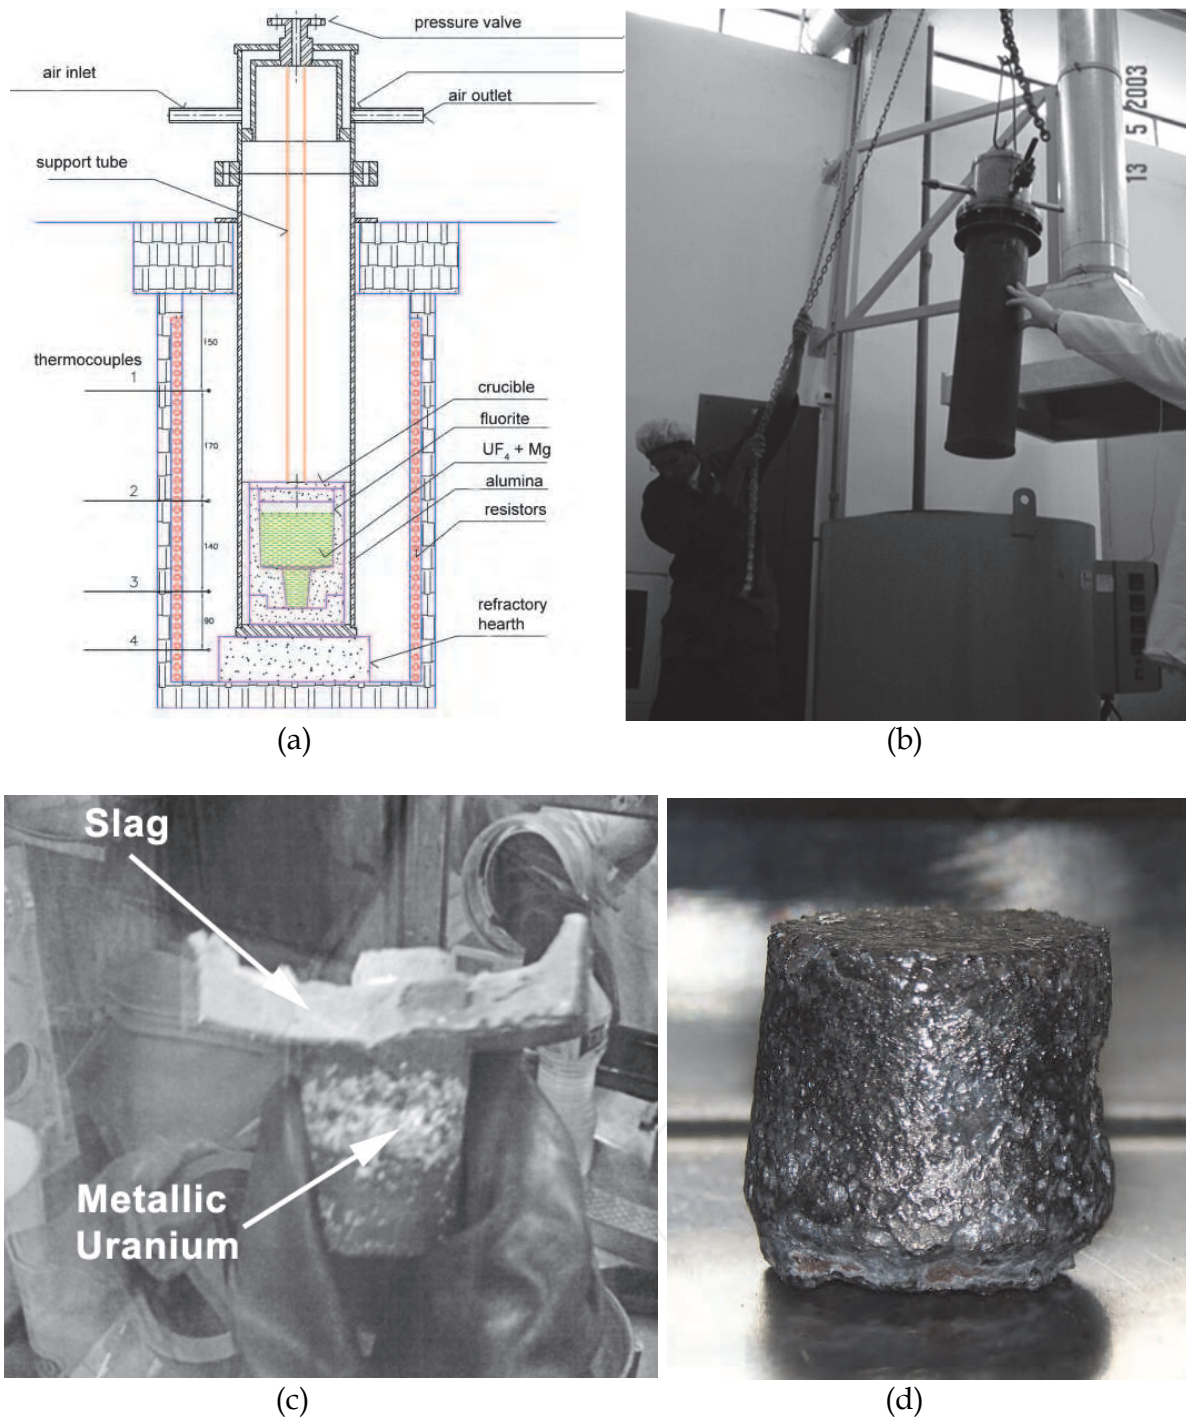 pressure valve
air inlet
air outlet
support tube
150
thermocouples
1
crucible
fluorite
170
UF₄ + Mg
alumina
2
resistors
140
3
refractory
hearth
90
4
13 5 2003
(a)
(b)
Slag
Metallic
Uranium
(c)
(d)